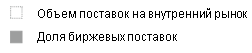 Объем поставок на внутренний рынок
Доля биржевых поставок